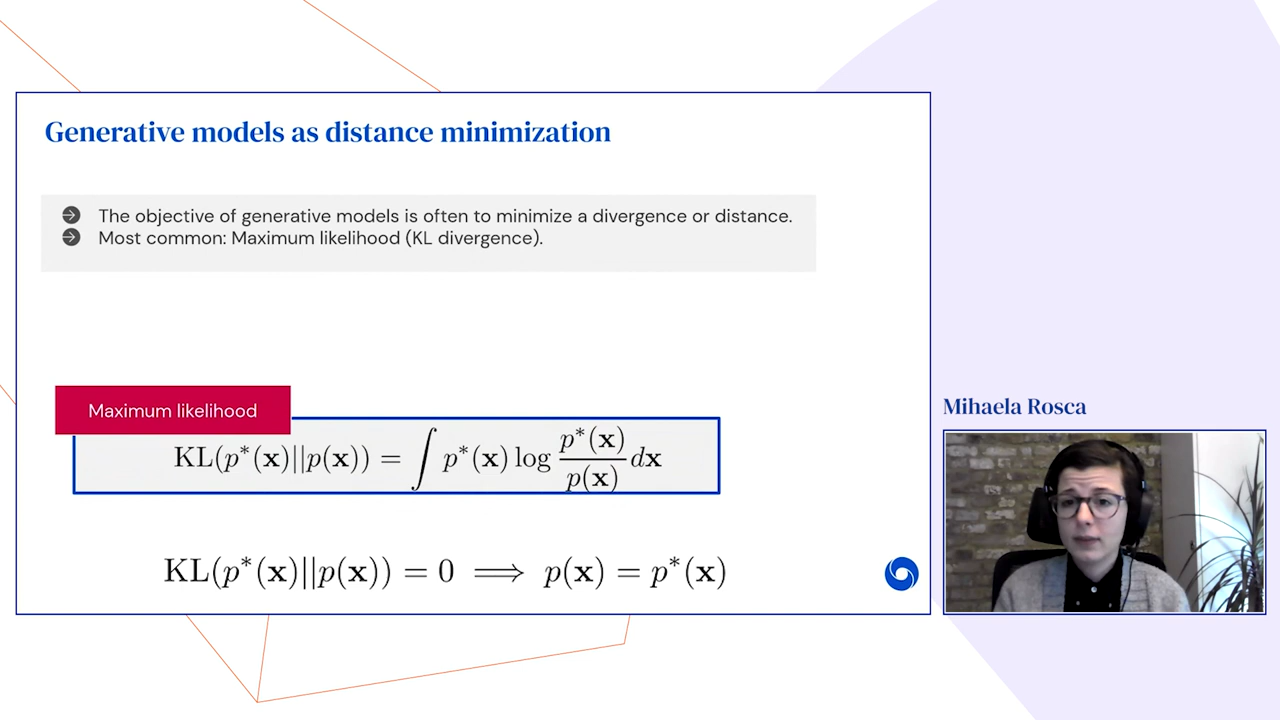 Generative models as distance minimization
The objective of generative models is often to minimize a divergence or distance.
Most common: Maximum likelihood (KL divergence).
Maximum likelihood
KL(p*(x)||p(x)) = ∫ p*(x) log p*(x)/p(x) dx
KL(p*(x)||p(x)) = 0 ⟹ p(x) = p*(x)
Mihaela Rosca